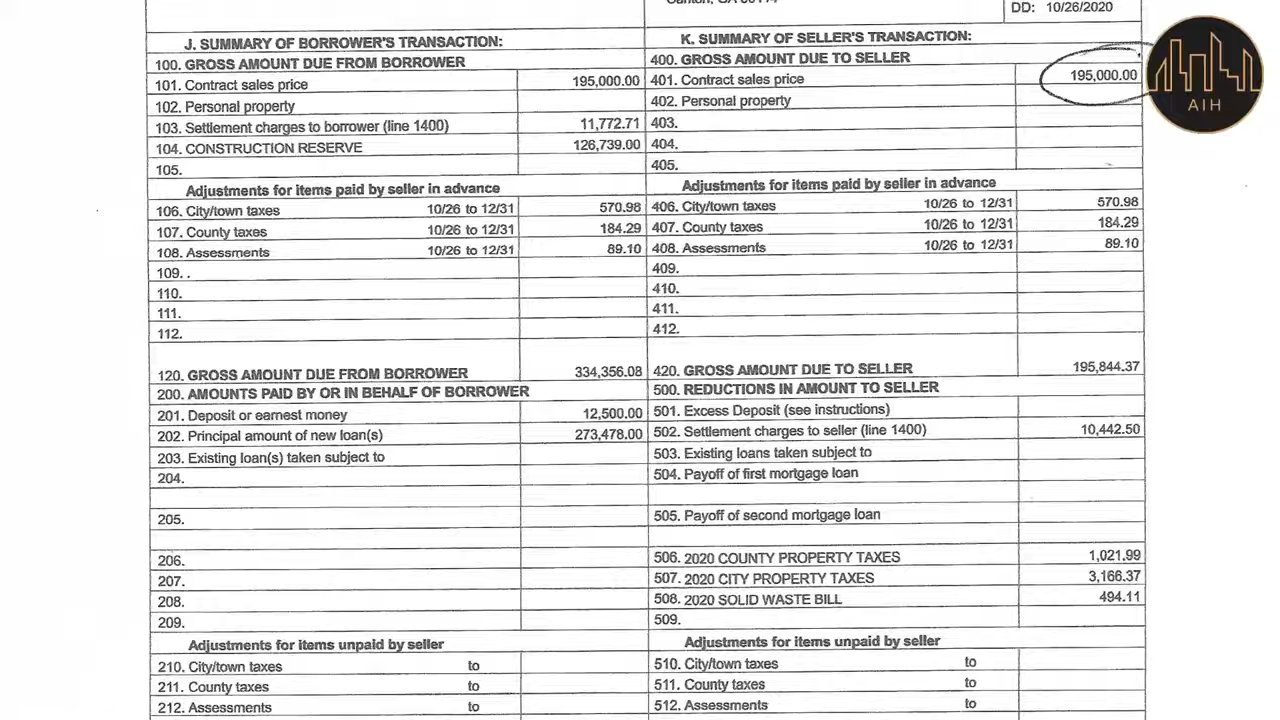 DD: 10/26/2020
J. SUMMARY OF BORROWER'S TRANSACTION:
100. GROSS AMOUNT DUE FROM BORROWER
101. Contract sales price 195,000.00
102. Personal property
103. Settlement charges to borrower (line 1400) 11,772.71
104. CONSTRUCTION RESERVE 126,739.00
105.
Adjustments for items paid by seller in advance
106. City/town taxes 10/26 to 12/31 570.98
107. County taxes 10/26 to 12/31 184.29
108. Assessments 10/26 to 12/31 89.10
109. .
110.
111.
112.
120. GROSS AMOUNT DUE FROM BORROWER 334,356.08
200. AMOUNTS PAID BY OR IN BEHALF OF BORROWER
201. Deposit or earnest money 12,500.00
202. Principal amount of new loan(s) 273,478.00
203. Existing loan(s) taken subject to
204.
205.
206.
207.
208.
209.
Adjustments for items unpaid by seller
210. City/town taxes to
211. County taxes to
212. Assessments to
K. SUMMARY OF SELLER'S TRANSACTION:
400. GROSS AMOUNT DUE TO SELLER
401. Contract sales price 195,000.00
402. Personal property
403.
404.
405.
Adjustments for items paid by seller in advance
406. City/town taxes 10/26 to 12/31 570.98
407. County taxes 10/26 to 12/31 184.29
408. Assessments 10/26 to 12/31 89.10
409.
410.
411.
412.
420. GROSS AMOUNT DUE TO SELLER 195,844.37
500. REDUCTIONS IN AMOUNT TO SELLER
501. Excess Deposit (see instructions)
502. Settlement charges to seller (line 1400) 10,442.50
503. Existing loans taken subject to
504. Payoff of first mortgage loan
505. Payoff of second mortgage loan
506. 2020 COUNTY PROPERTY TAXES 1,021.99
507. 2020 CITY PROPERTY TAXES 3,166.37
508. 2020 SOLID WASTE BILL 494.11
509.
Adjustments for items unpaid by seller
510. City/town taxes to
511. County taxes to
512. Assessments to
AIH